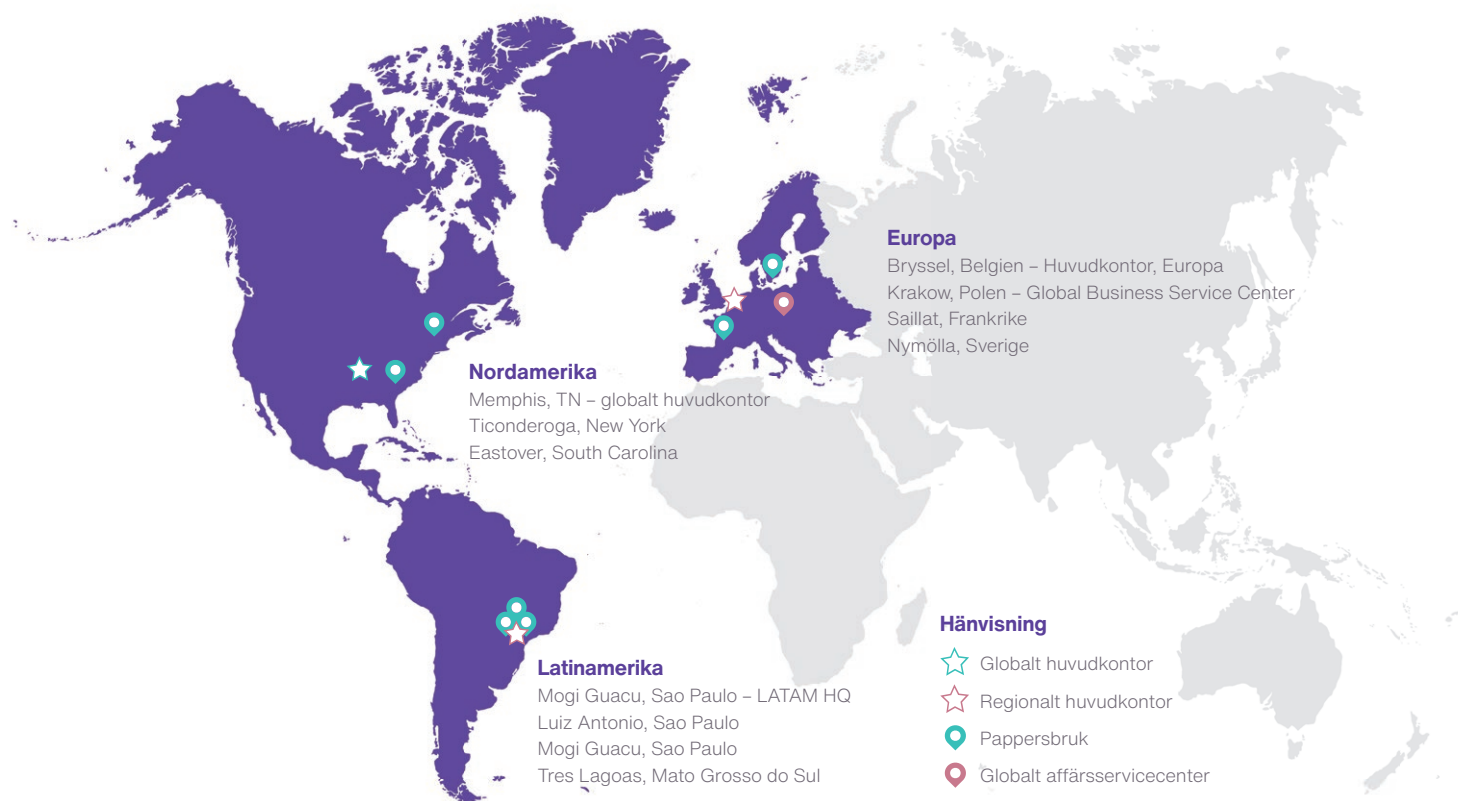 Europa
Bryssel, Belgien – Huvudkontor, Europa
Krakow, Polen – Global Business Service Center
Saillat, Frankrike
Nymölla, Sverige
Nordamerika
Memphis, TN – globalt huvudkontor
Ticonderoga, New York
Eastover, South Carolina
Latinamerika
Mogi Guacu, Sao Paulo – LATAM HQ
Luiz Antonio, Sao Paulo
Mogi Guacu, Sao Paulo
Tres Lagoas, Mato Grosso do Sul
Hänvisning
Globalt huvudkontor
Regionalt huvudkontor
Pappersbruk
Globalt affärsservicecenter